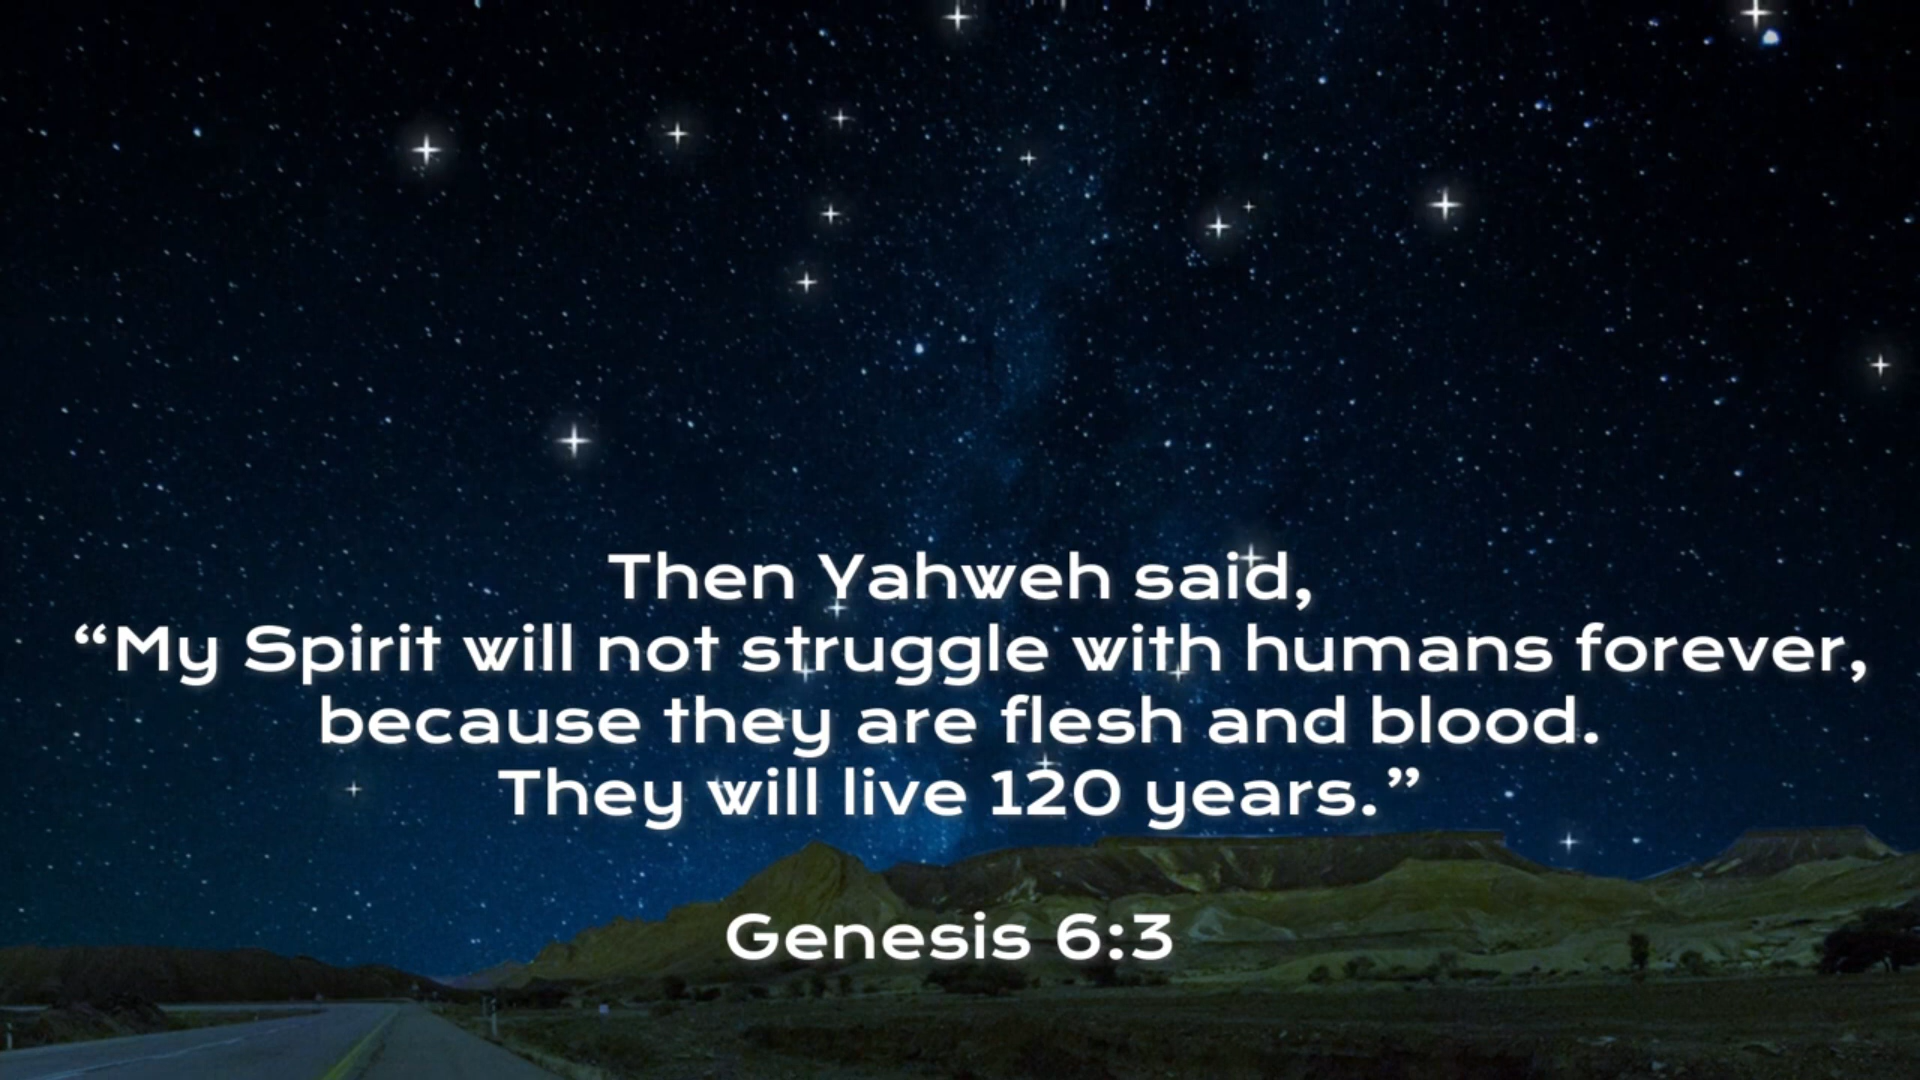 Then Yahweh said,
“My Spirit will not struggle with humans forever,
because they are flesh and blood.
They will live 120 years.”
Genesis 6:3